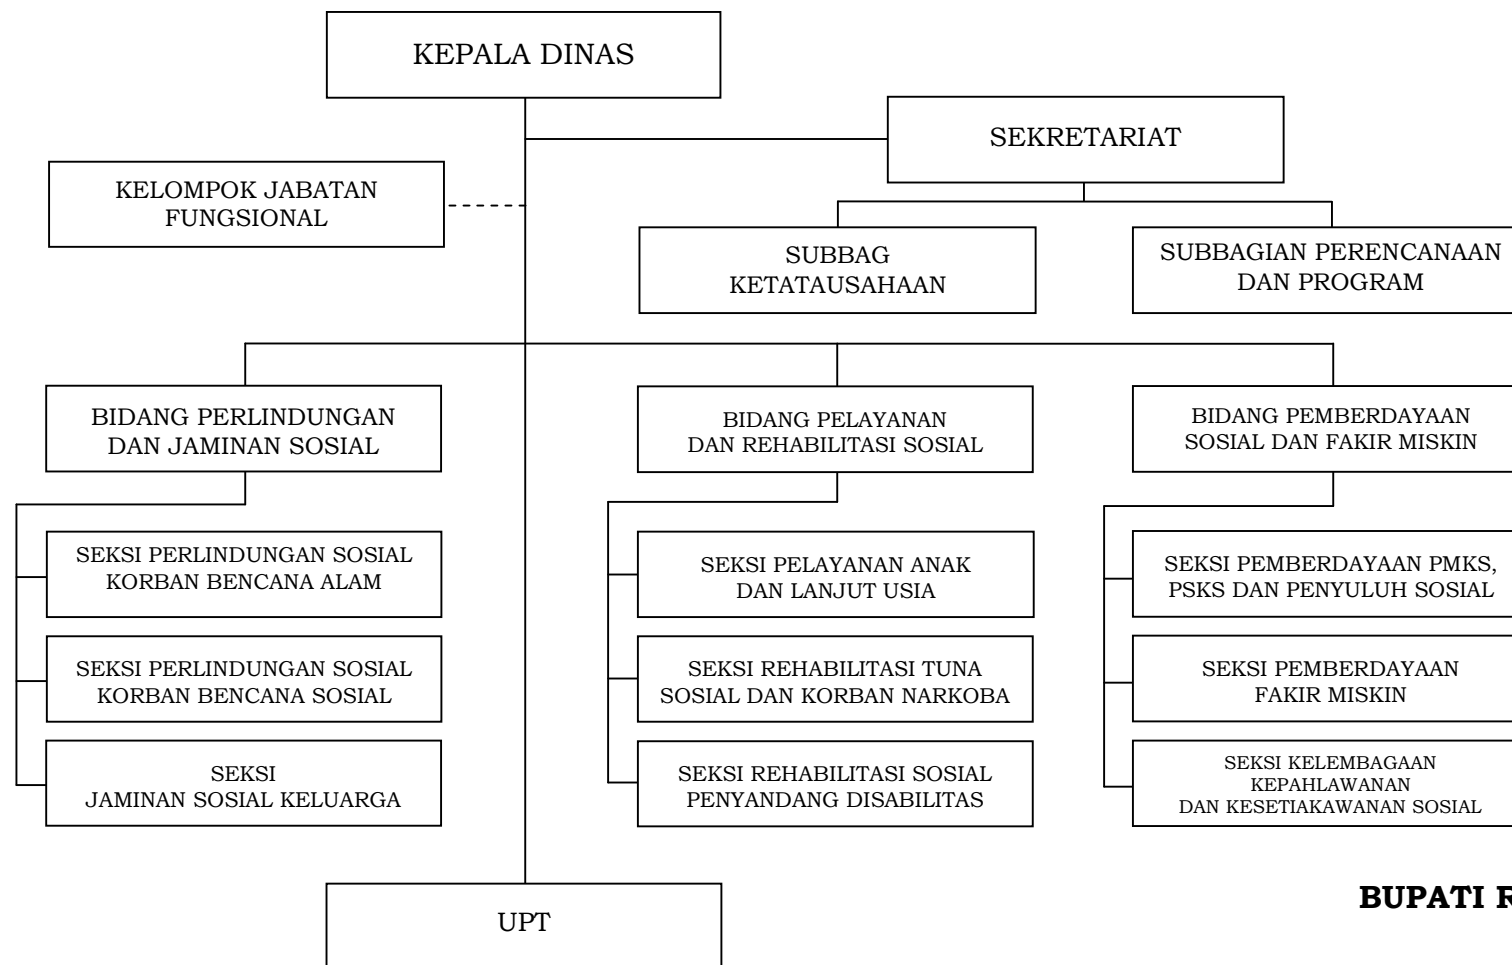 KEPALA DINAS
SEKRETARIAT
KELOMPOK JABATAN
FUNGSIONAL
SUBBAG
KETATAUSAHAAN
SUBBAGIAN PERENCANAAN
DAN PROGRAM
BIDANG PERLINDUNGAN
DAN JAMINAN SOSIAL
BIDANG PELAYANAN
DAN REHABILITASI SOSIAL
BIDANG PEMBERDAYAAN
SOSIAL DAN FAKIR MISKIN
SEKSI PERLINDUNGAN SOSIAL
KORBAN BENCANA ALAM
SEKSI PELAYANAN ANAK
DAN LANJUT USIA
SEKSI PEMBERDAYAAN PMKS,
PSKS DAN PENYULUH SOSIAL
SEKSI PERLINDUNGAN SOSIAL
KORBAN BENCANA SOSIAL
SEKSI REHABILITASI TUNA
SOSIAL DAN KORBAN NARKOBA
SEKSI PEMBERDAYAAN
FAKIR MISKIN
SEKSI
JAMINAN SOSIAL KELUARGA
SEKSI REHABILITASI SOSIAL
PENYANDANG DISABILITAS
SEKSI KELEMBAGAAN
KEPAHLAWANAN
DAN KESETIAKAWANAN SOSIAL
UPT
BUPATI